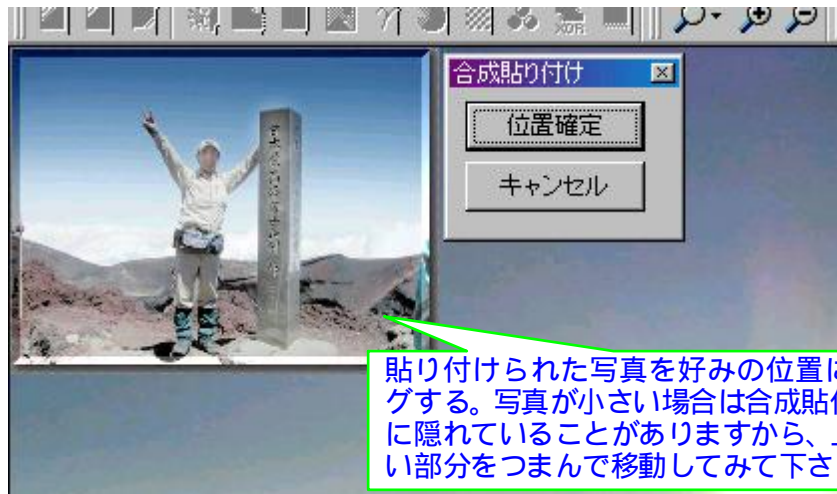 XOR
合成貼り付け
位置確定
キャンセル
貼り付けられた写真を好みの位置に
グする。写真が小さい場合は合成貼付
に隠れていることがありますから、
い部分をつまんで移動してみて下さ